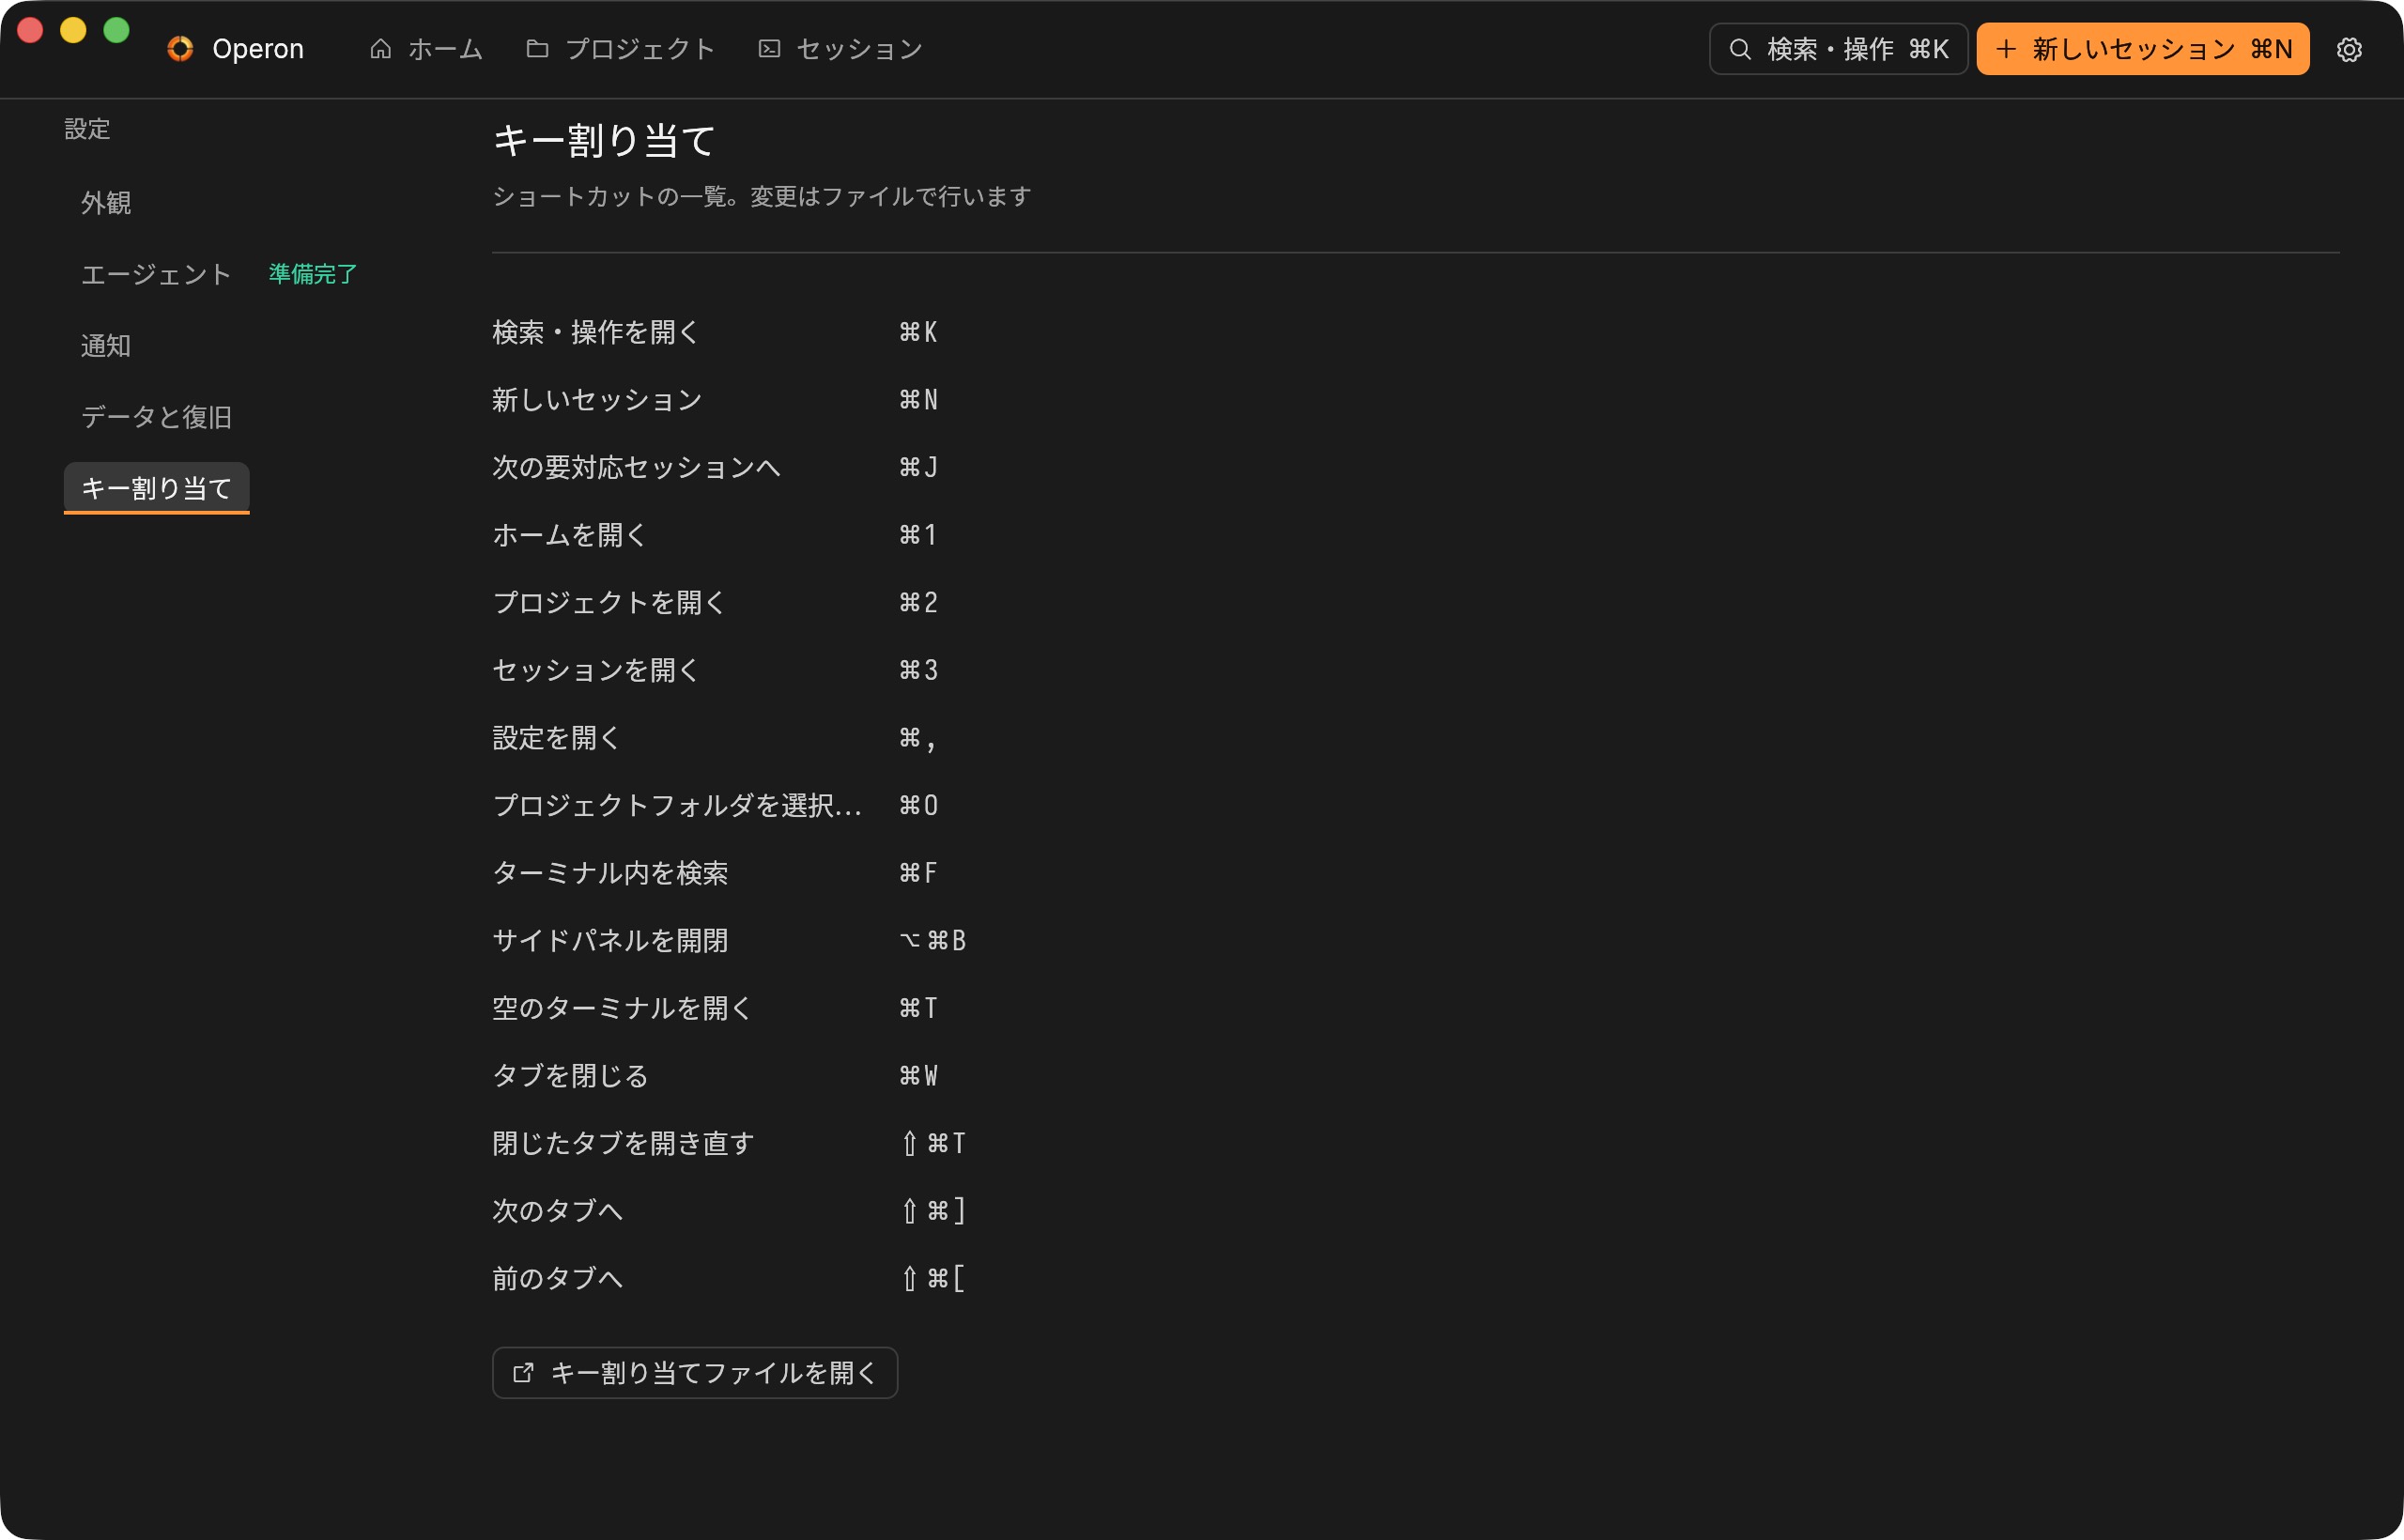 Operon ホーム プロジェクト セッション 検索・操作 ⌘K 新しいセッション ⌘N
設定
外観
エージェント 準備完了
通知
データと復旧
キー割り当て
キー割り当て
ショートカットの一覧。変更はファイルで行います
検索・操作を開く ⌘K
新しいセッション ⌘N
次の要対応セッションへ ⌘J
ホームを開く ⌘1
プロジェクトを開く ⌘2
セッションを開く ⌘3
設定を開く ⌘,
プロジェクトフォルダを選択… ⌘O
ターミナル内を検索 ⌘F
サイドパネルを開閉 ⌥⌘B
空のターミナルを開く ⌘T
タブを閉じる ⌘W
閉じたタブを開き直す ⇧⌘T
次のタブへ ⇧⌘]
前のタブへ ⇧⌘[
キー割り当てファイルを開く